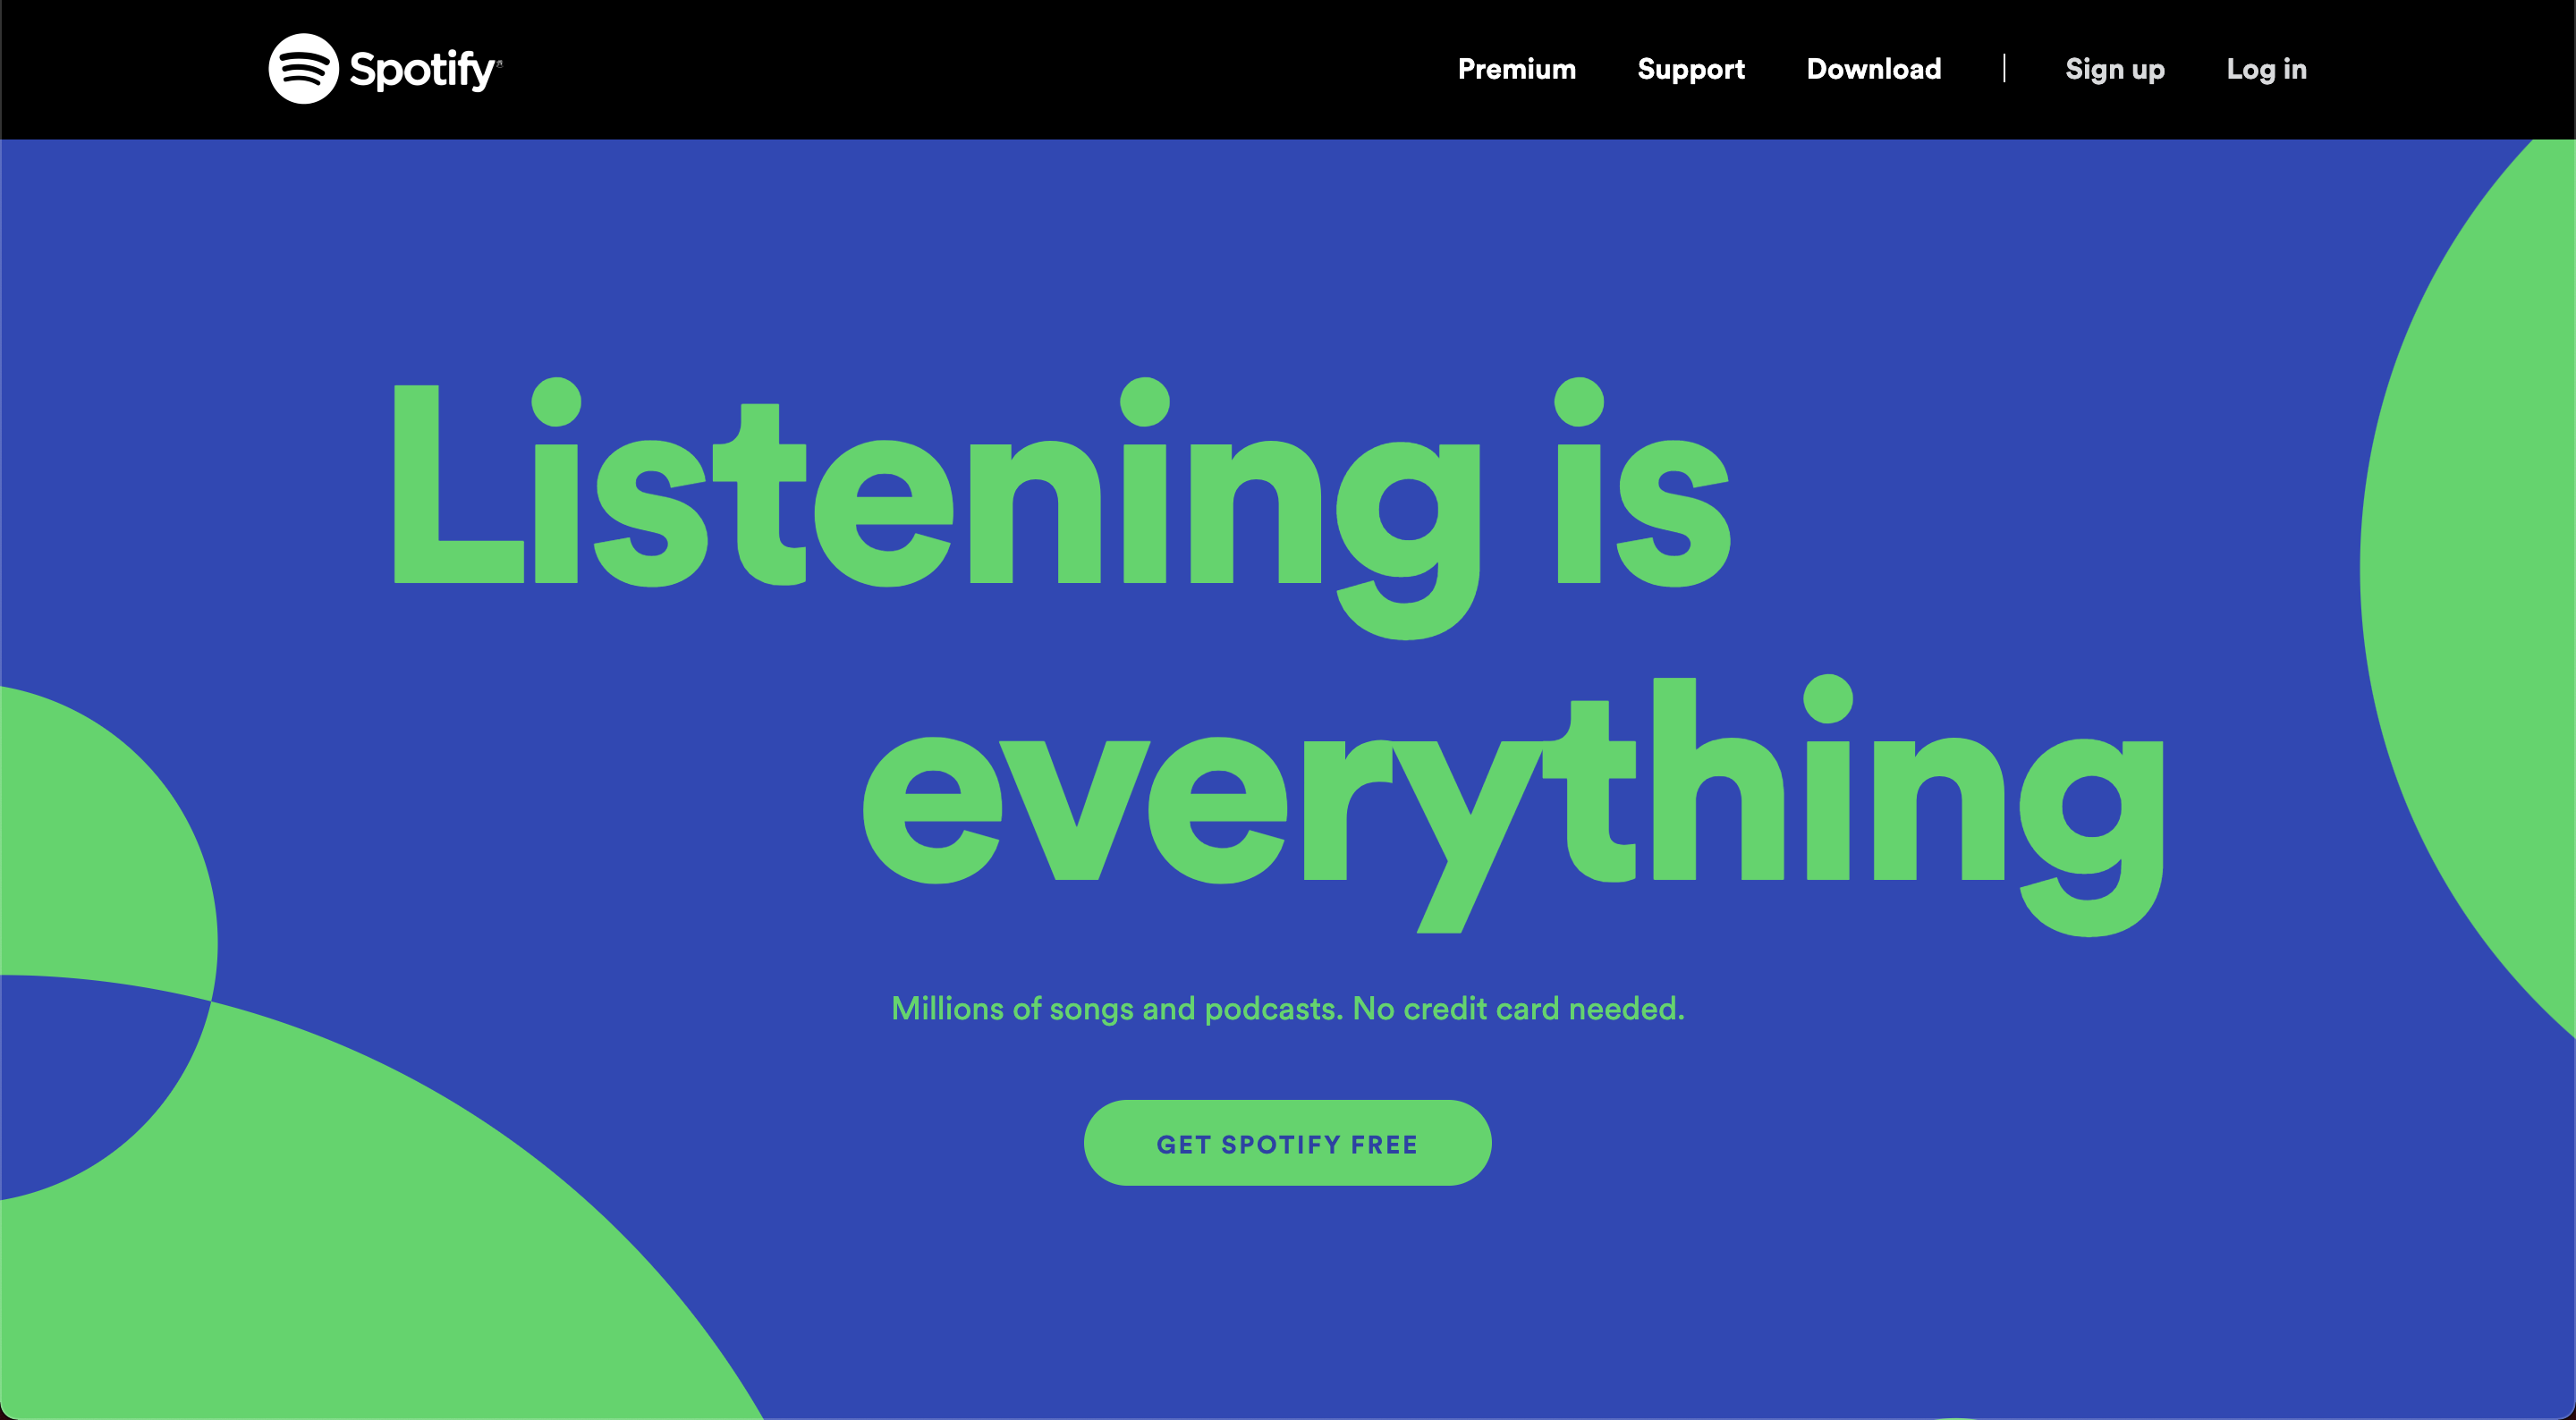 Spotify
Premium Support Download | Sign up Log in
Listening is
everything
Millions of songs and podcasts. No credit card needed.
GET SPOTIFY FREE